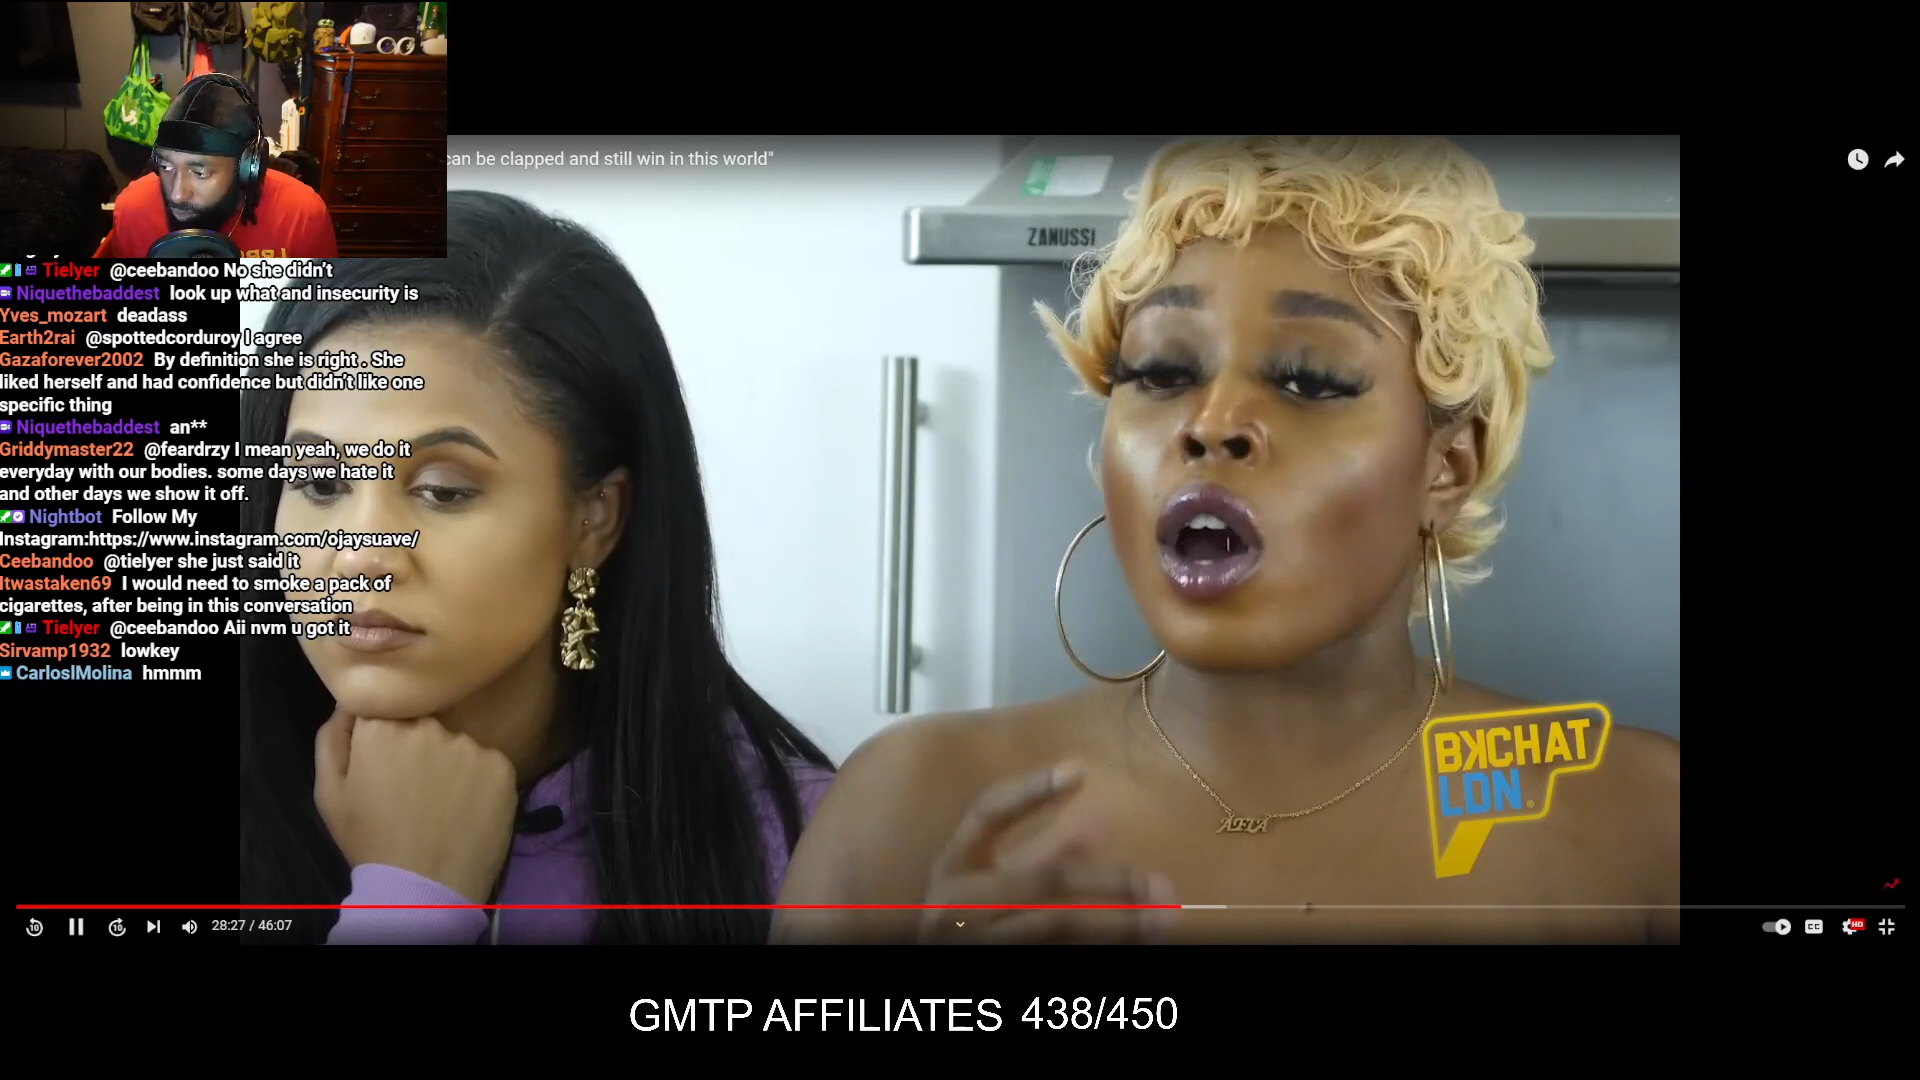 can be clapped and still win in this world"
ZANUSSI
Tielyer @ceebandoo No she didn't
Niquethebaddest look up what and insecurity is
Yves_mozart deadass
Earth2rai @spottedcorduroy I agree
Gazaforever2002 By definition she is right . She
liked herself and had confidence but didn't like one
specific thing
Niquethebaddest an**
Griddymaster22 @feardrzy I mean yeah, we do it
everyday with our bodies. some days we hate it
and other days we show it off.
Nightbot Follow My
Instagram:https://www.instagram.com/ojaysuave/
Ceebandoo @tielyer she just said it
Itwastaken69 I would need to smoke a pack of
cigarettes, after being in this conversation
Tielyer @ceebandoo Aii nvm u got it
Sirvamp1932 lowkey
CarloslMolina hmmm
BKCHAT
LDN
AFIA
10
10
28:27 / 46:07
CC
HD
GMTP AFFILIATES 438/450